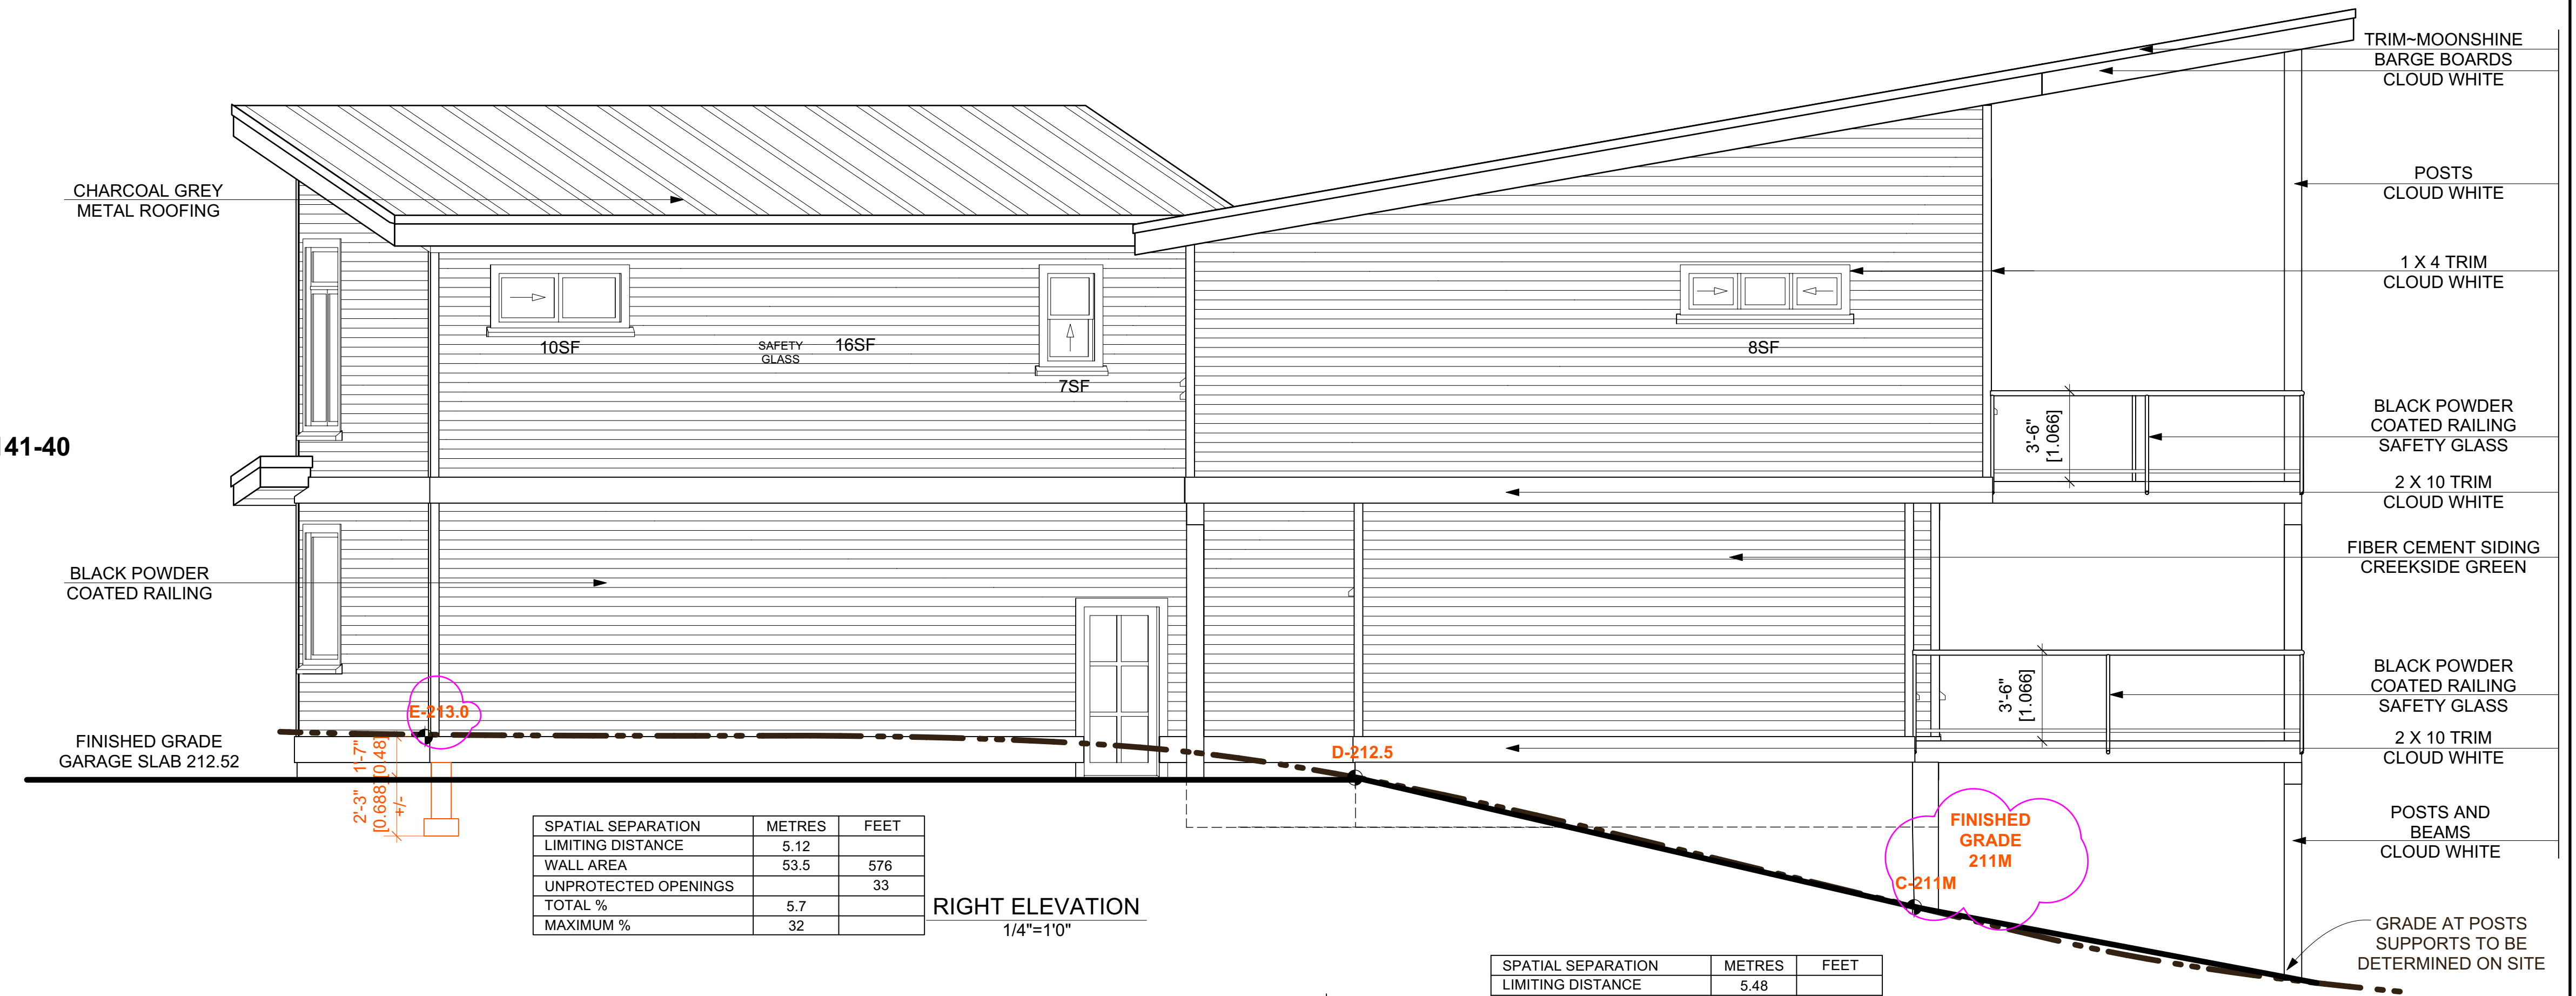 TRIM~MOONSHINE
BARGE BOARDS
CLOUD WHITE
CHARCOAL GREY
METAL ROOFING
POSTS
CLOUD WHITE
1 X 4 TRIM
CLOUD WHITE
10SF
SAFETY
GLASS
16SF
7SF
8SF
3'-6"
[1.066]
BLACK POWDER
COATED RAILING
SAFETY GLASS
141-40
2 X 10 TRIM
CLOUD WHITE
FIBER CEMENT SIDING
CREEKSIDE GREEN
BLACK POWDER
COATED RAILING
3'-6"
[1.066]
BLACK POWDER
COATED RAILING
SAFETY GLASS
E-213.0
FINISHED GRADE
GARAGE SLAB 212.52
1'-7"
[0.48]
2'-3"
[0.688]
+/-
D-212.5
2 X 10 TRIM
CLOUD WHITE
POSTS AND
BEAMS
CLOUD WHITE
FINISHED
GRADE
211M
C-211M
SPATIAL SEPARATION METRES FEET
LIMITING DISTANCE 5.12
WALL AREA 53.5 576
UNPROTECTED OPENINGS 33
TOTAL % 5.7
MAXIMUM % 32
RIGHT ELEVATION
1/4"=1'0"
GRADE AT POSTS
SUPPORTS TO BE
DETERMINED ON SITE
SPATIAL SEPARATION METRES FEET
LIMITING DISTANCE 5.48